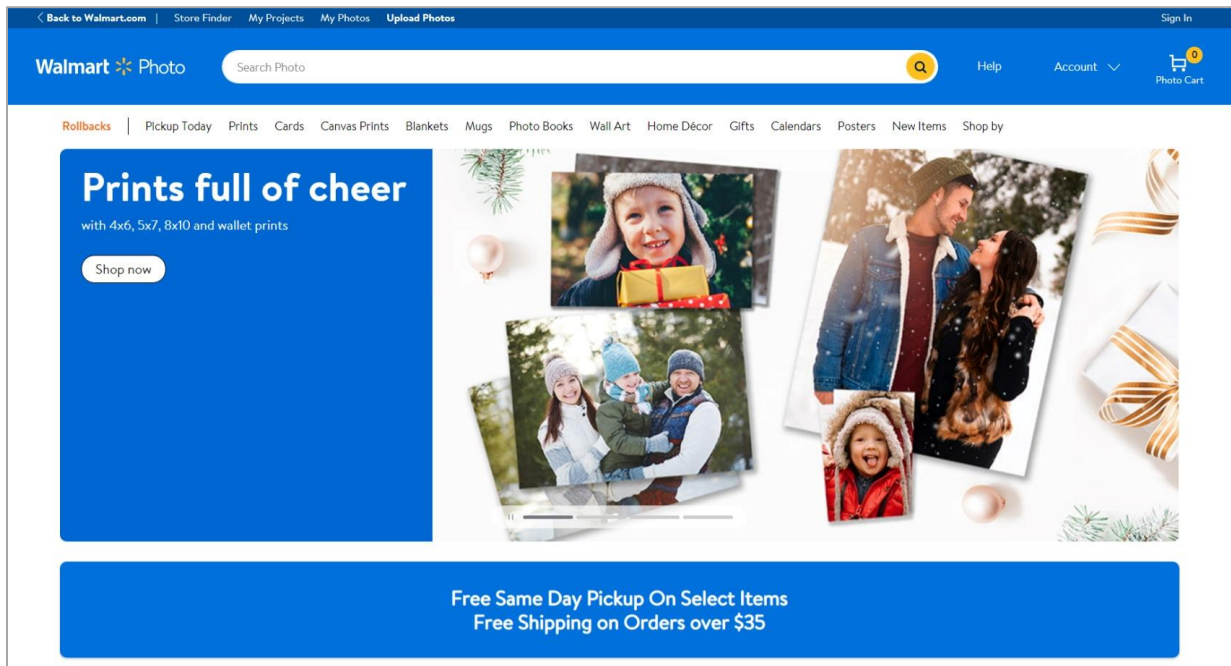 Back to Walmart.com | Store Finder My Projects My Photos Upload Photos Sign In
Walmart Photo Search Photo Help Account 0
Photo Cart
Rollbacks | Pickup Today Prints Cards Canvas Prints Blankets Mugs Photo Books Wall Art Home Décor Gifts Calendars Posters New Items Shop by
Prints full of cheer
with 4x6, 5x7, 8x10 and wallet prints
Shop now
Free Same Day Pickup On Select Items
Free Shipping on Orders over $35